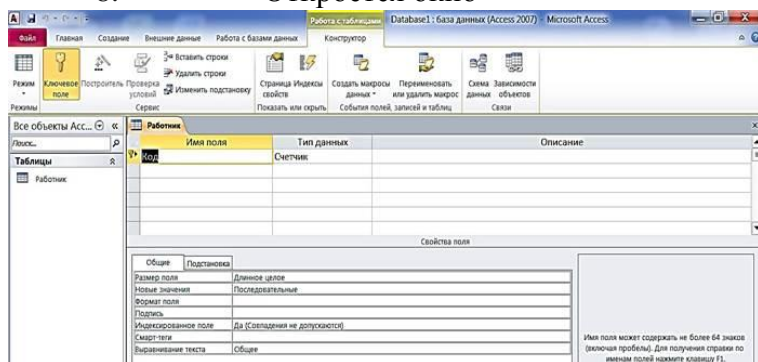 Откроется окно
Работа с таблицами Database1 : база данных (Access 2007) - Microsoft Access
Файл Главная Создание Внешние данные Работа с базами данных Конструктор
Режим
Ключевое поле
Построитель
Проверка условий
Вставить строки
Удалить строки
Изменить подстановку
Страница свойств
Индексы
Создать макросы данных
Переименовать или удалить макрос
Схема данных
Зависимости объектов
Режимы Сервис Показать или скрыть События полей, записей и таблиц Связи
Все объекты Acc... «
Поиск...
Таблицы
Работник
Работник
Имя поля Тип данных Описание
Код Счетчик
Свойства поля
Общие Подстановка
Размер поля Длинное целое
Новые значения Последовательные
Формат поля
Подпись
Индексированное поле Да (Совпадения не допускаются)
Смарт-теги
Выравнивание текста Общее
Имя поля может содержать не более 64 знаков
(включая пробелы). Для получения справки по
именам полей нажмите клавишу F1.